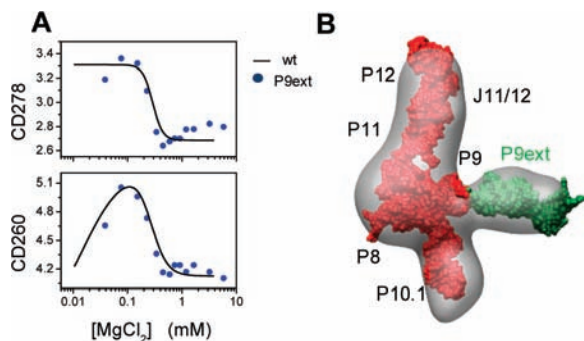 A
B
wt
P9ext
CD278
3.4
3.2
3.0
2.8
2.6
CD260
5.1
4.8
4.5
4.2
0.01 0.1 1 10
[MgCl₂] (mM)
P12
J11/12
P11
P9
P9ext
P8
P10.1